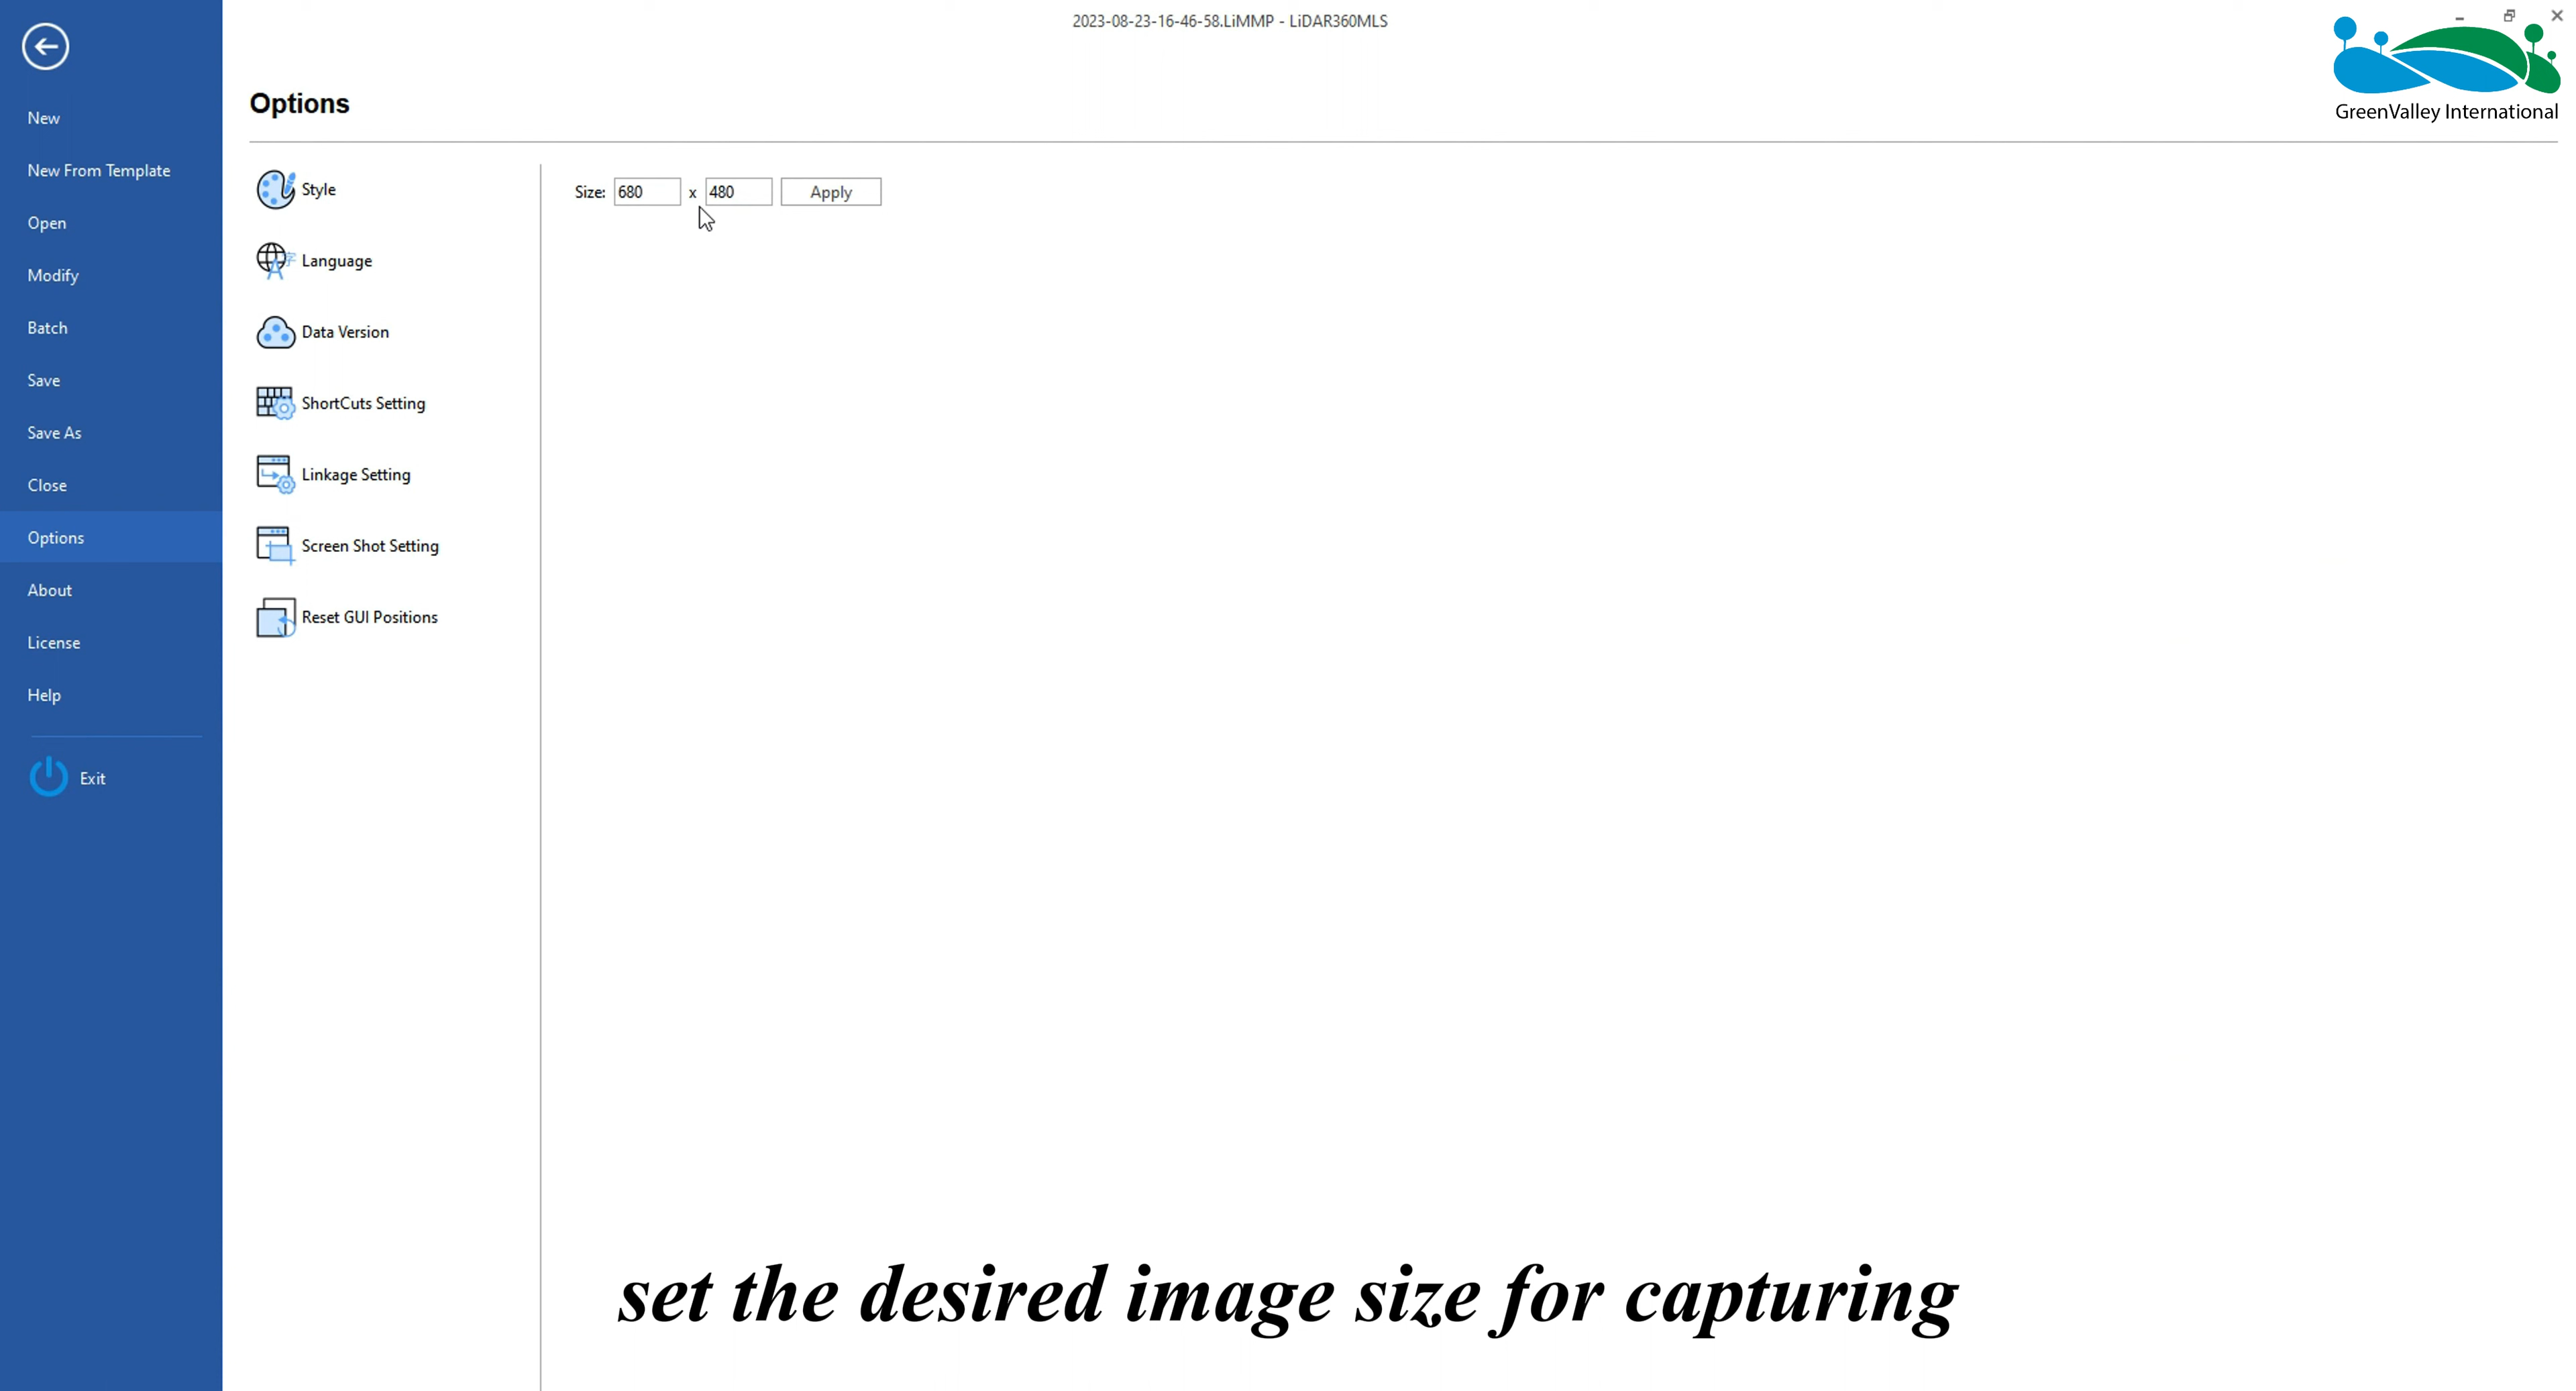 2023-08-23-16-46-58.LiMMP - LiDAR360MLS
GreenValley International
New
New From Template
Open
Modify
Batch
Save
Save As
Close
Options
About
License
Help
Exit
Options
Style
Language
Data Version
ShortCuts Setting
Linkage Setting
Screen Shot Setting
Reset GUI Positions
Size: 680 x 480 Apply
set the desired image size for capturing